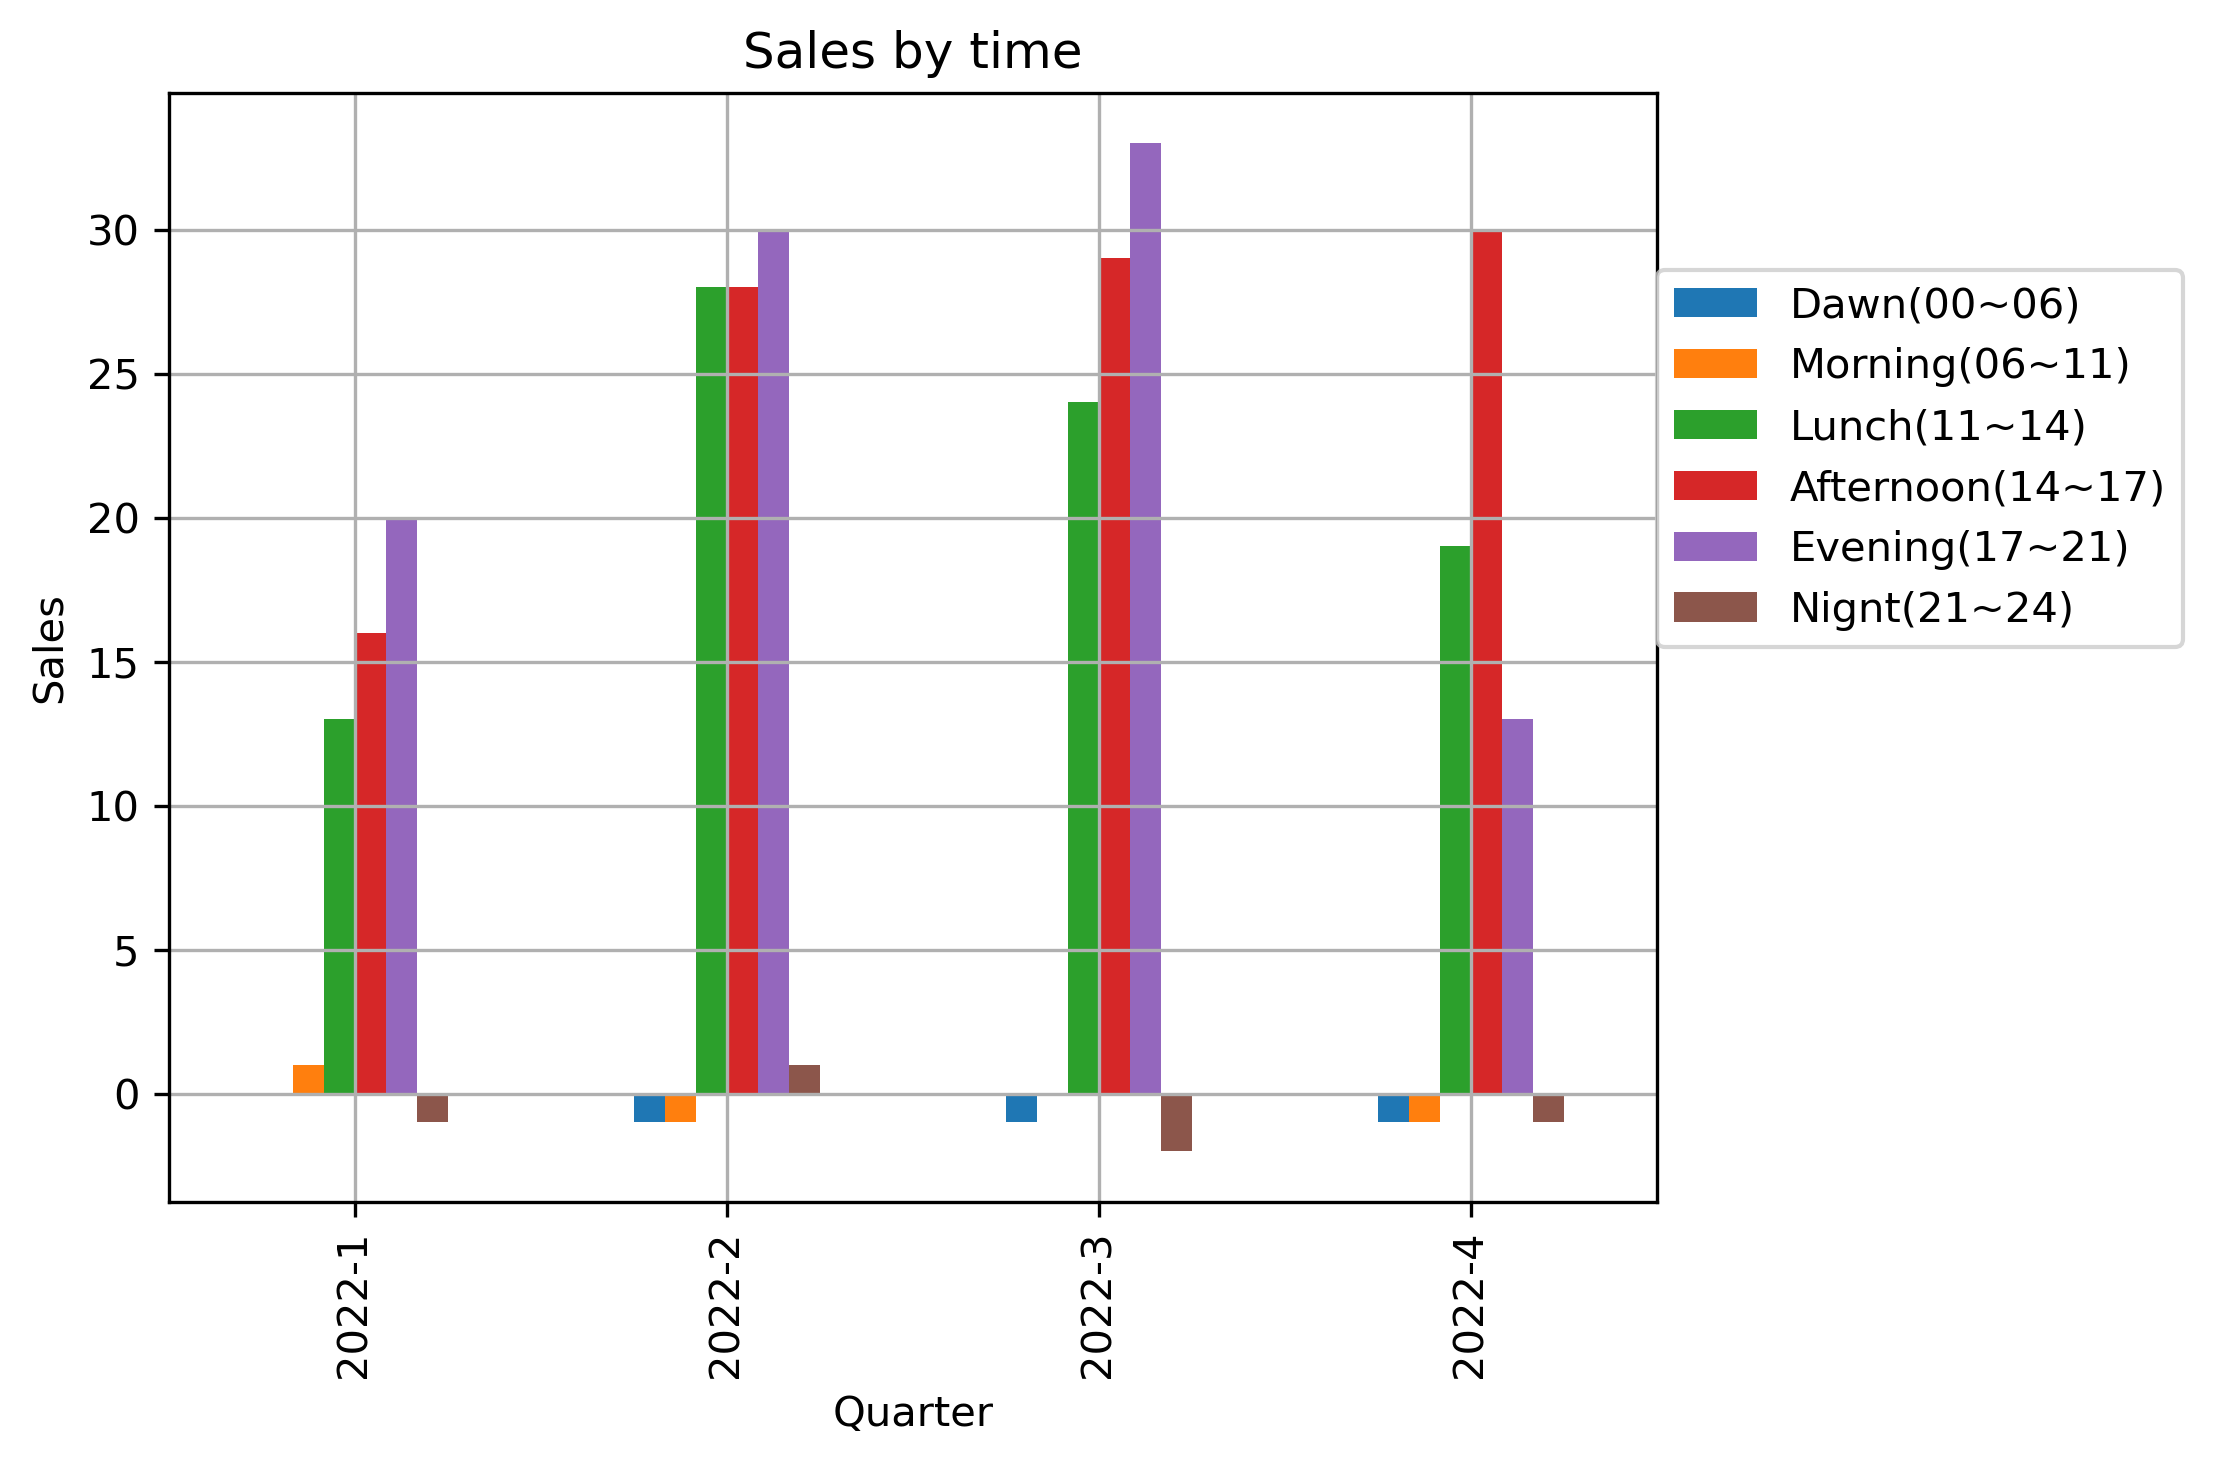 Sales by time
30
25
20
15
10
5
0
Sales
2022-1
2022-2
2022-3
2022-4
Quarter
Dawn(00~06)
Morning(06~11)
Lunch(11~14)
Afternoon(14~17)
Evening(17~21)
Nignt(21~24)